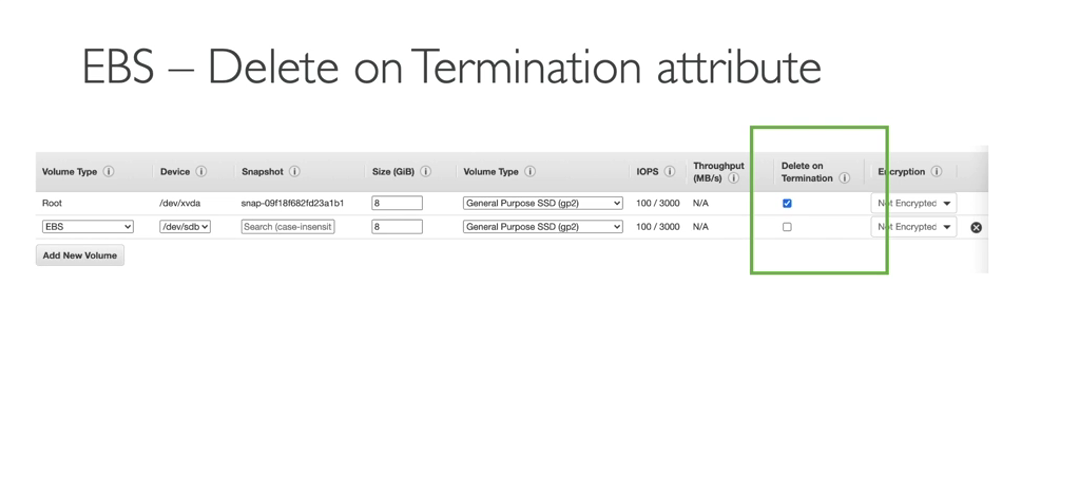 EBS – Delete on Termination attribute
Volume Type Device Snapshot Size (GiB) Volume Type IOPS Throughput (MB/s) Delete on Termination Encryption
Root /dev/xvda snap-09f18f682fd23a1b1 8 General Purpose SSD (gp2) 100 / 3000 N/A Not Encrypted
EBS /dev/sdb Search (case-insensit 8 General Purpose SSD (gp2) 100 / 3000 N/A Not Encrypted
Add New Volume